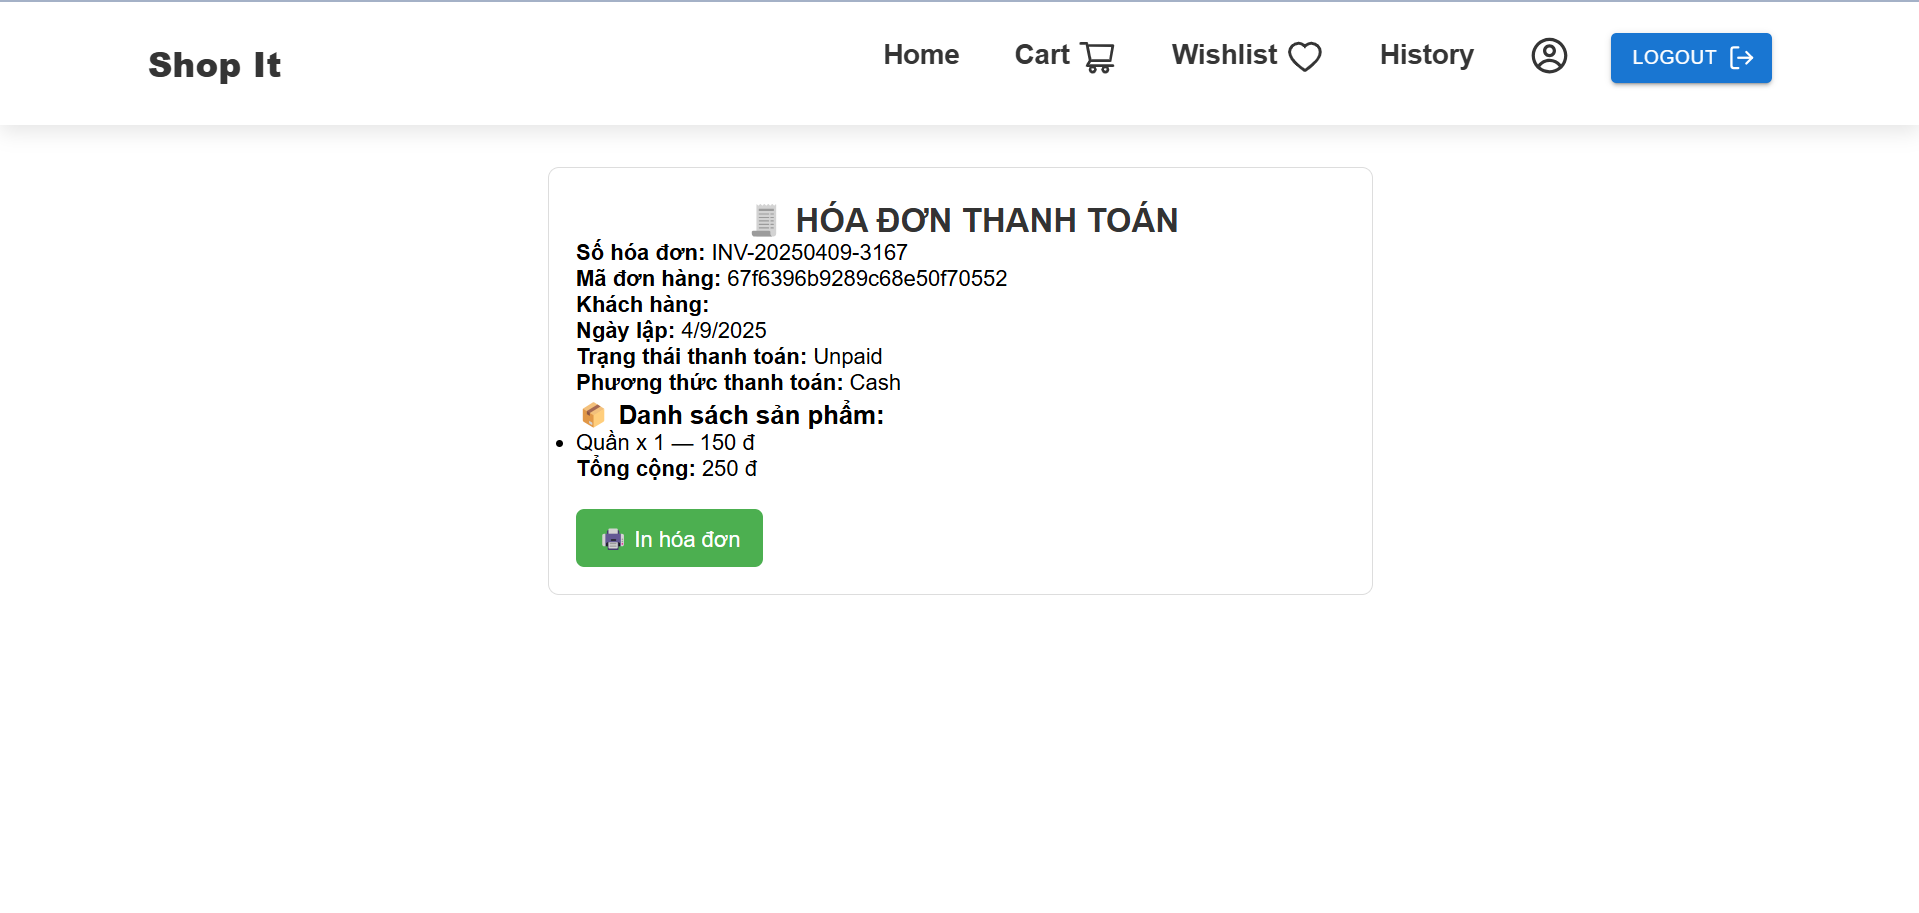 Shop It
Home
Cart
Wishlist
History
LOGOUT
HÓA ĐƠN THANH TOÁN
Số hóa đơn: INV-20250409-3167
Mã đơn hàng: 67f6396b9289c68e50f70552
Khách hàng:
Ngày lập: 4/9/2025
Trạng thái thanh toán: Unpaid
Phương thức thanh toán: Cash
Danh sách sản phẩm:
• Quần x 1 — 150 đ
Tổng cộng: 250 đ
In hóa đơn